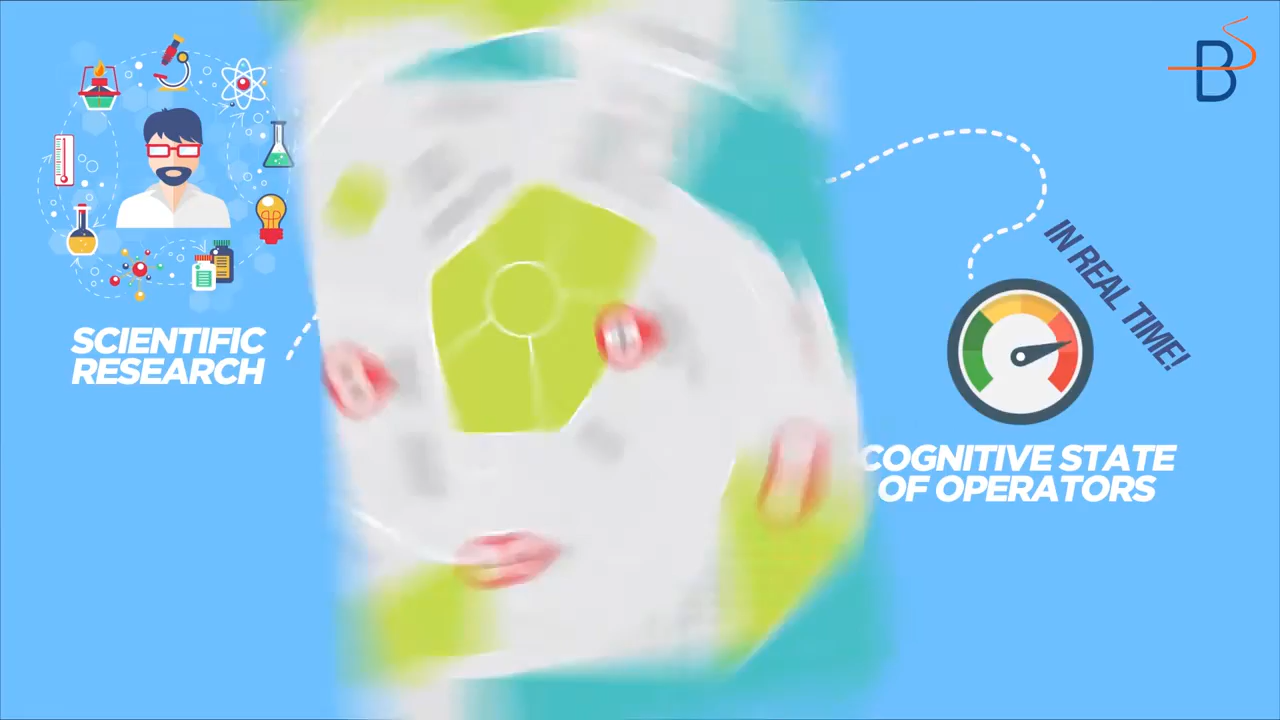 SCIENTIFIC
RESEARCH
IN REAL TIME!
COGNITIVE STATE
OF OPERATORS
B